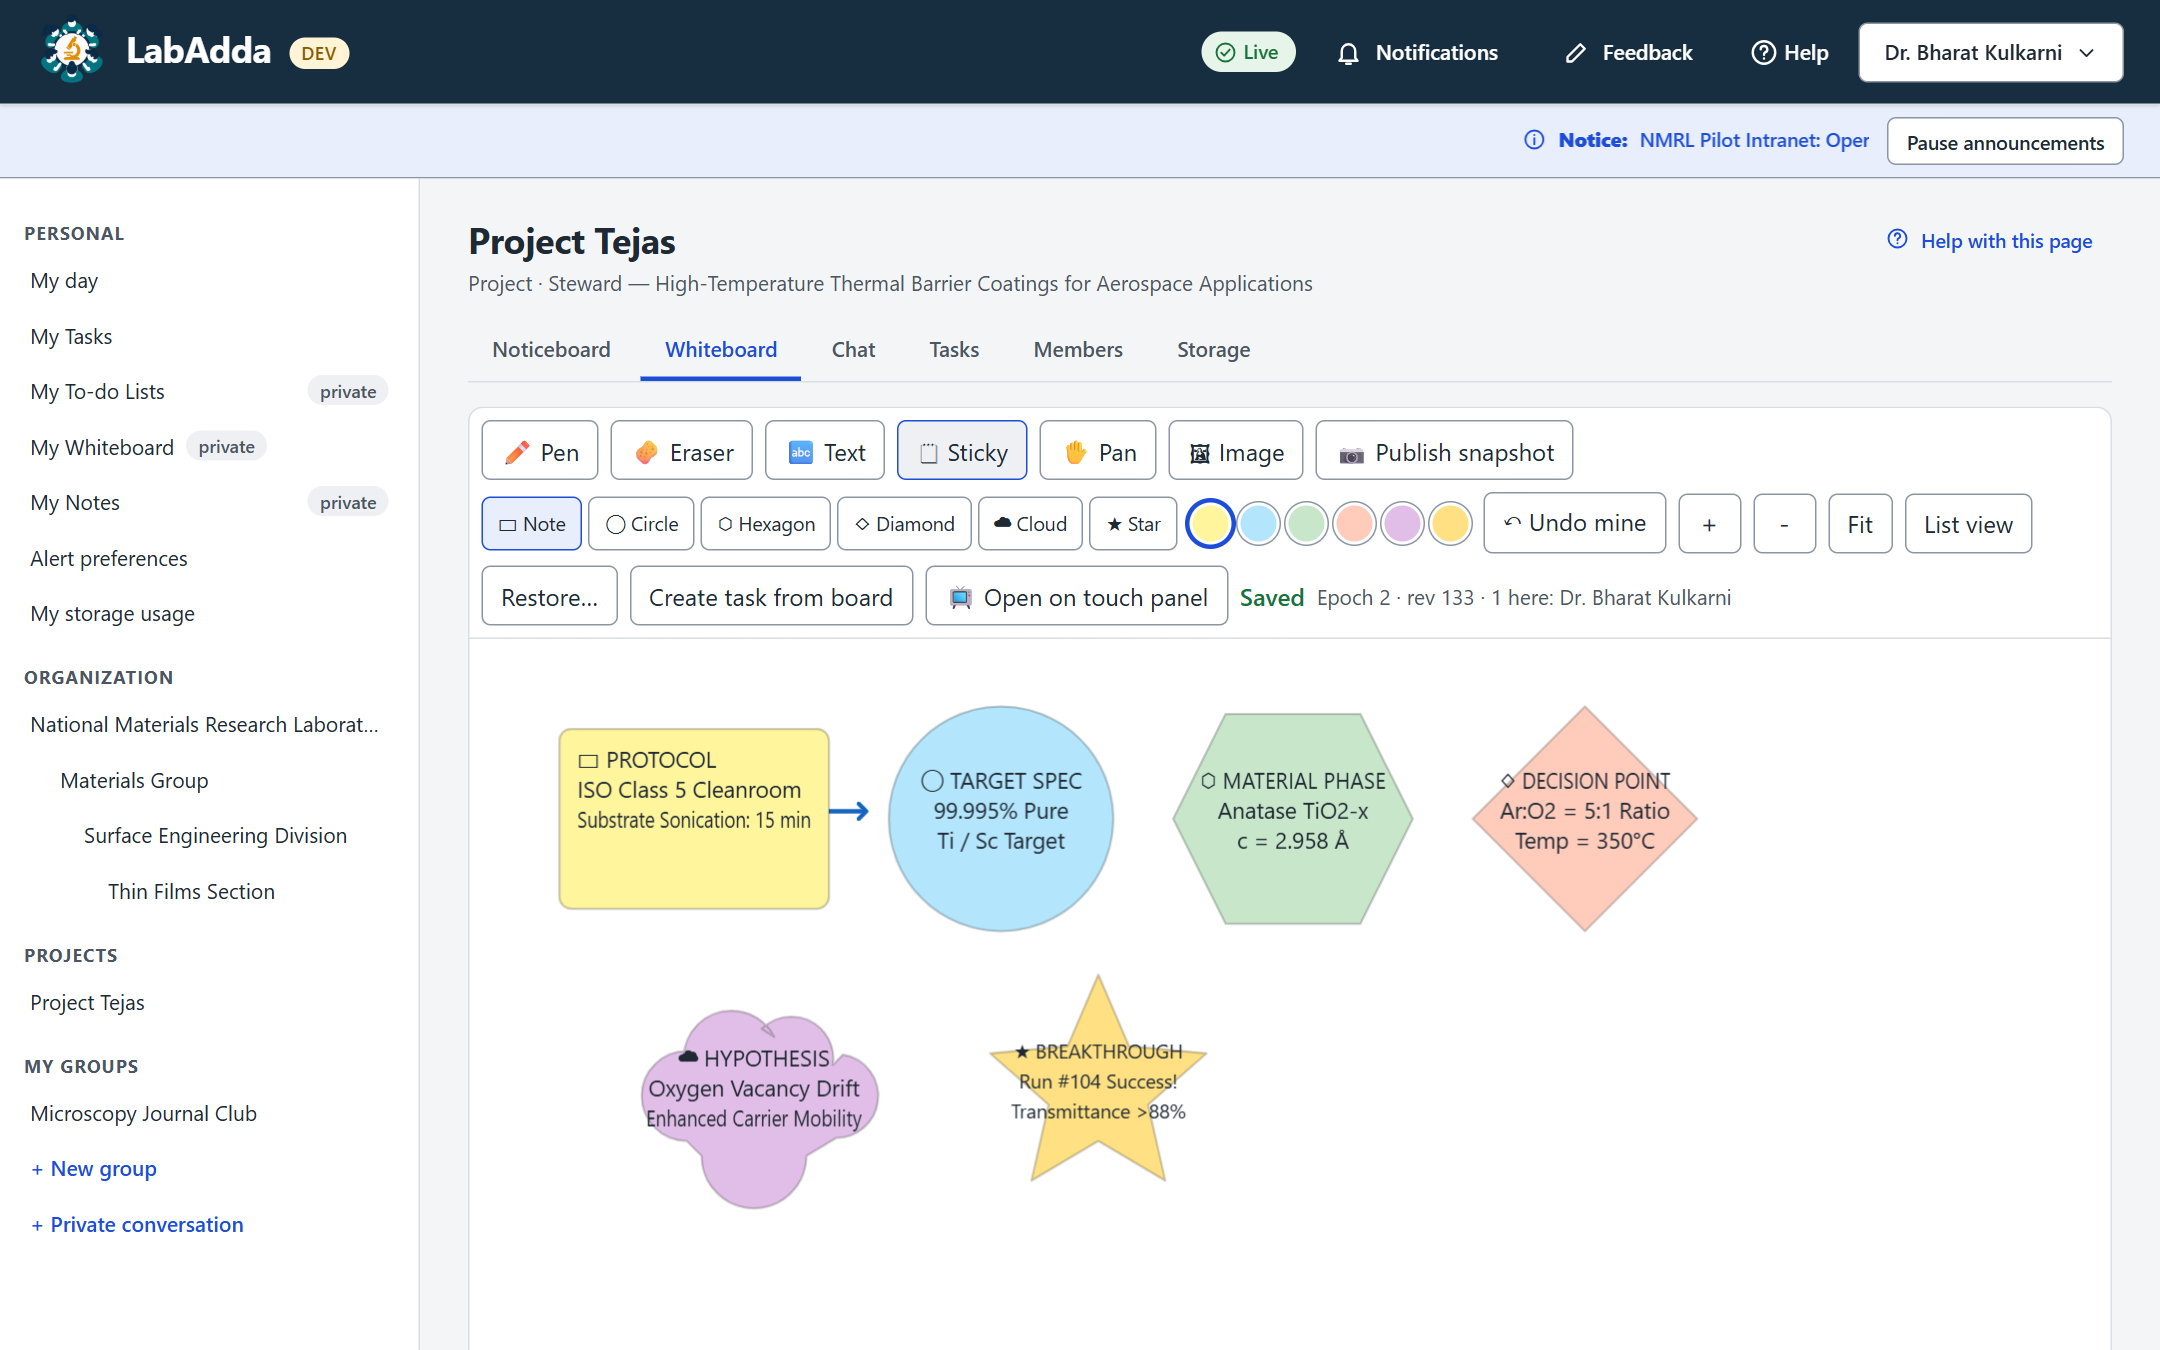 LabAdda DEV
Live
Notifications
Feedback
Help
Dr. Bharat Kulkarni
Notice: NMRL Pilot Intranet: Oper
Pause announcements
PERSONAL
My day
My Tasks
My To-do Lists private
My Whiteboard private
My Notes private
Alert preferences
My storage usage
ORGANIZATION
National Materials Research Laborat...
Materials Group
Surface Engineering Division
Thin Films Section
PROJECTS
Project Tejas
MY GROUPS
Microscopy Journal Club
+ New group
+ Private conversation
Project Tejas
Help with this page
Project · Steward — High-Temperature Thermal Barrier Coatings for Aerospace Applications
Noticeboard Whiteboard Chat Tasks Members Storage
Pen Eraser abc Text Sticky Pan Image Publish snapshot
Note Circle Hexagon Diamond Cloud Star Undo mine + - Fit List view
Restore... Create task from board Open on touch panel Saved Epoch 2 · rev 133 · 1 here: Dr. Bharat Kulkarni
PROTOCOL
ISO Class 5 Cleanroom
Substrate Sonication: 15 min
TARGET SPEC
99.995% Pure
Ti / Sc Target
MATERIAL PHASE
Anatase TiO2-x
c = 2.958 Å
DECISION POINT
Ar:O2 = 5:1 Ratio
Temp = 350°C
HYPOTHESIS
Oxygen Vacancy Drift
Enhanced Carrier Mobility
★ BREAKTHROUGH
Run #104 Success!
Transmittance >88%